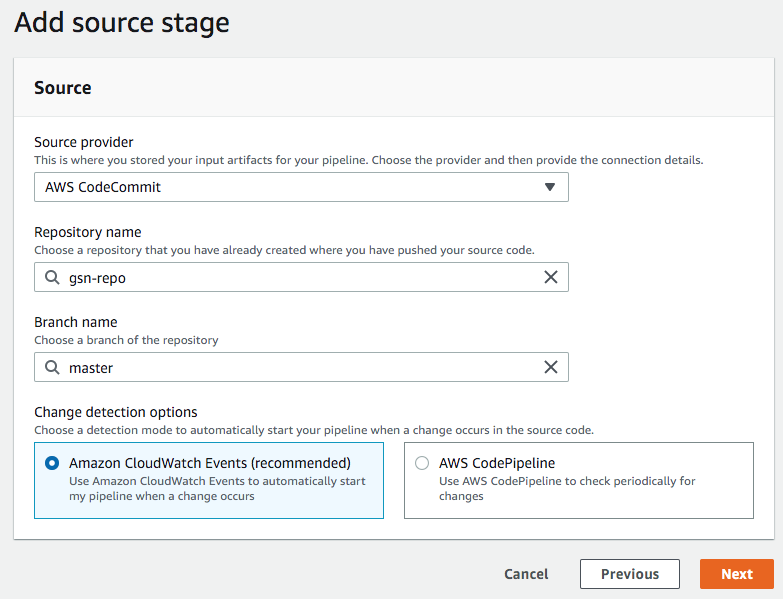 Add source stage
Source
Source provider
This is where you stored your input artifacts for your pipeline. Choose the provider and then provide the connection details.
AWS CodeCommit
Repository name
Choose a repository that you have already created where you have pushed your source code.
gsn-repo
Branch name
Choose a branch of the repository
master
Change detection options
Choose a detection mode to automatically start your pipeline when a change occurs in the source code.
Amazon CloudWatch Events (recommended)
Use Amazon CloudWatch Events to automatically start
my pipeline when a change occurs
AWS CodePipeline
Use AWS CodePipeline to check periodically for
changes
Cancel
Previous
Next